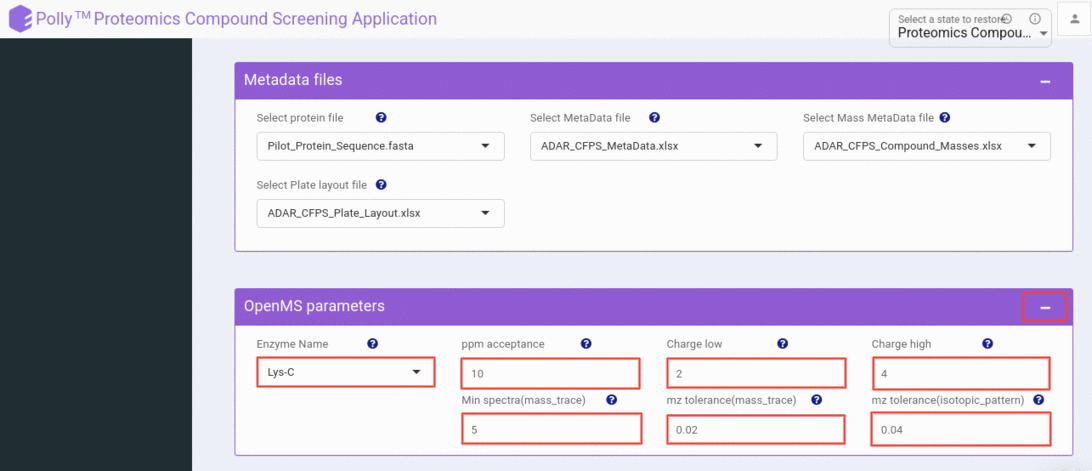 Polly™ Proteomics Compound Screening Application
Select a state to restore
Proteomics Compou...
Metadata files
Select protein file
Select MetaData file
Select Mass MetaData file
Pilot_Protein_Sequence.fasta
ADAR_CFPS_MetaData.xlsx
ADAR_CFPS_Compound_Masses.xlsx
Select Plate layout file
ADAR_CFPS_Plate_Layout.xlsx
OpenMS parameters
Enzyme Name
ppm acceptance
Charge low
Charge high
Lys-C
10
2
4
Min spectra(mass_trace)
mz tolerance(mass_trace)
mz tolerance(isotopic_pattern)
5
0.02
0.04